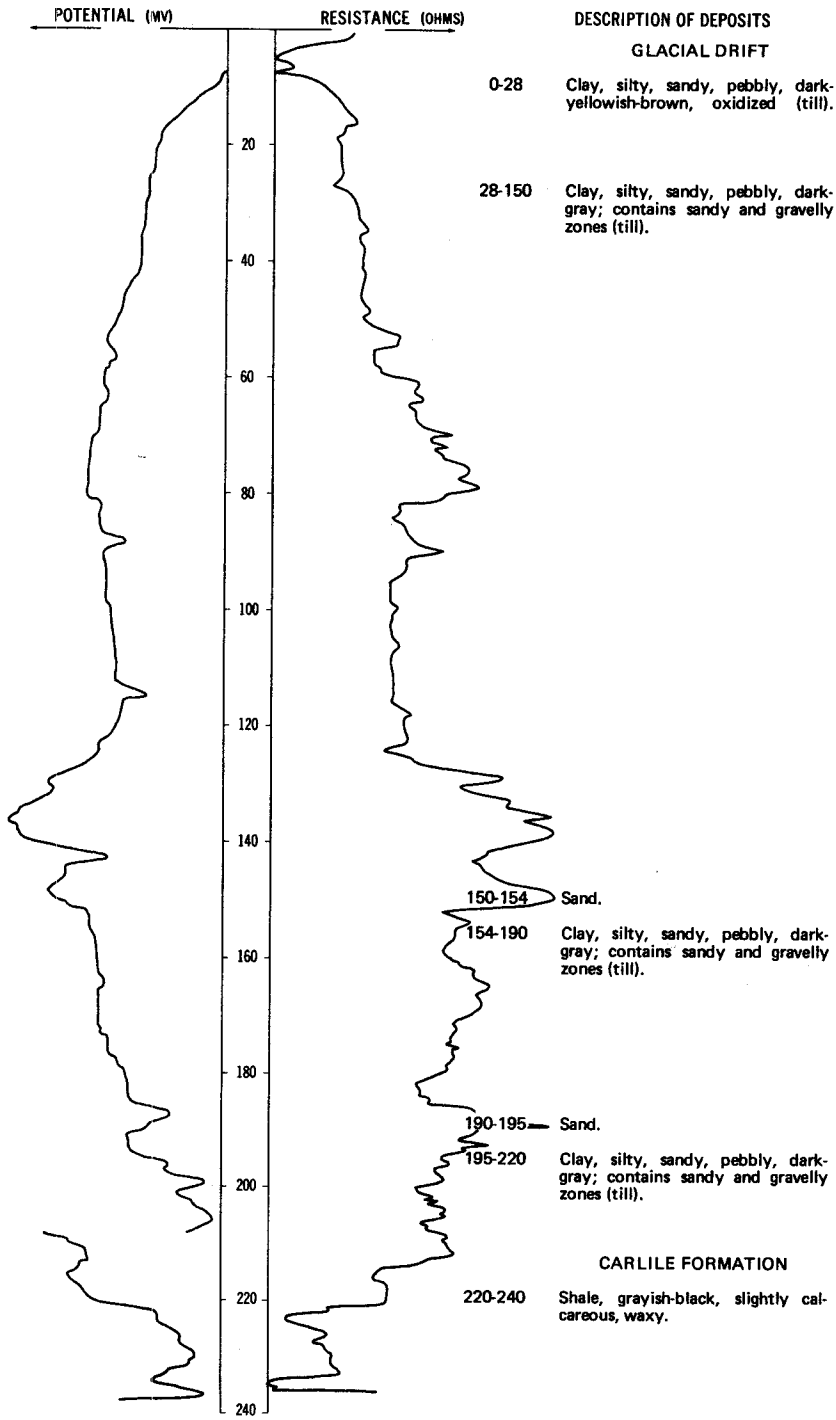 POTENTIAL (MV)
RESISTANCE (OHMS)
DESCRIPTION OF DEPOSITS
GLACIAL DRIFT
0-28 Clay, silty, sandy, pebbly, dark-
yellowish-brown, oxidized (till).
20
28-150 Clay, silty, sandy, pebbly, dark-
gray; contains sandy and gravelly
zones (till).
40
60
80
100
120
140
150-154 Sand.
154-190 Clay, silty, sandy, pebbly, dark-
gray; contains sandy and gravelly
zones (till).
160
180
190-195 Sand.
195-220 Clay, silty, sandy, pebbly, dark-
gray; contains sandy and gravelly
zones (till).
200
CARLILE FORMATION
220-240 Shale, grayish-black, slightly cal-
careous, waxy.
220
240